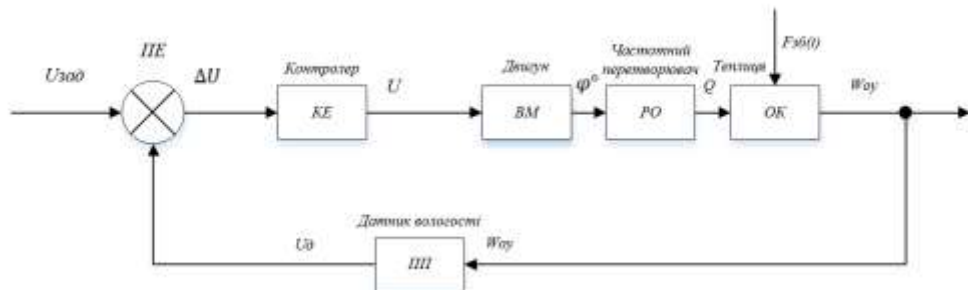 Fзб(t)
ПЕ
Частотний
перетворювач
Двигун
Контролер
Теплиця
Uзад
ΔU
U
φ°
Q
Wоу
КЕ
ВМ
РО
ОК
Датчик вологості
Uд
Wоу
ПП